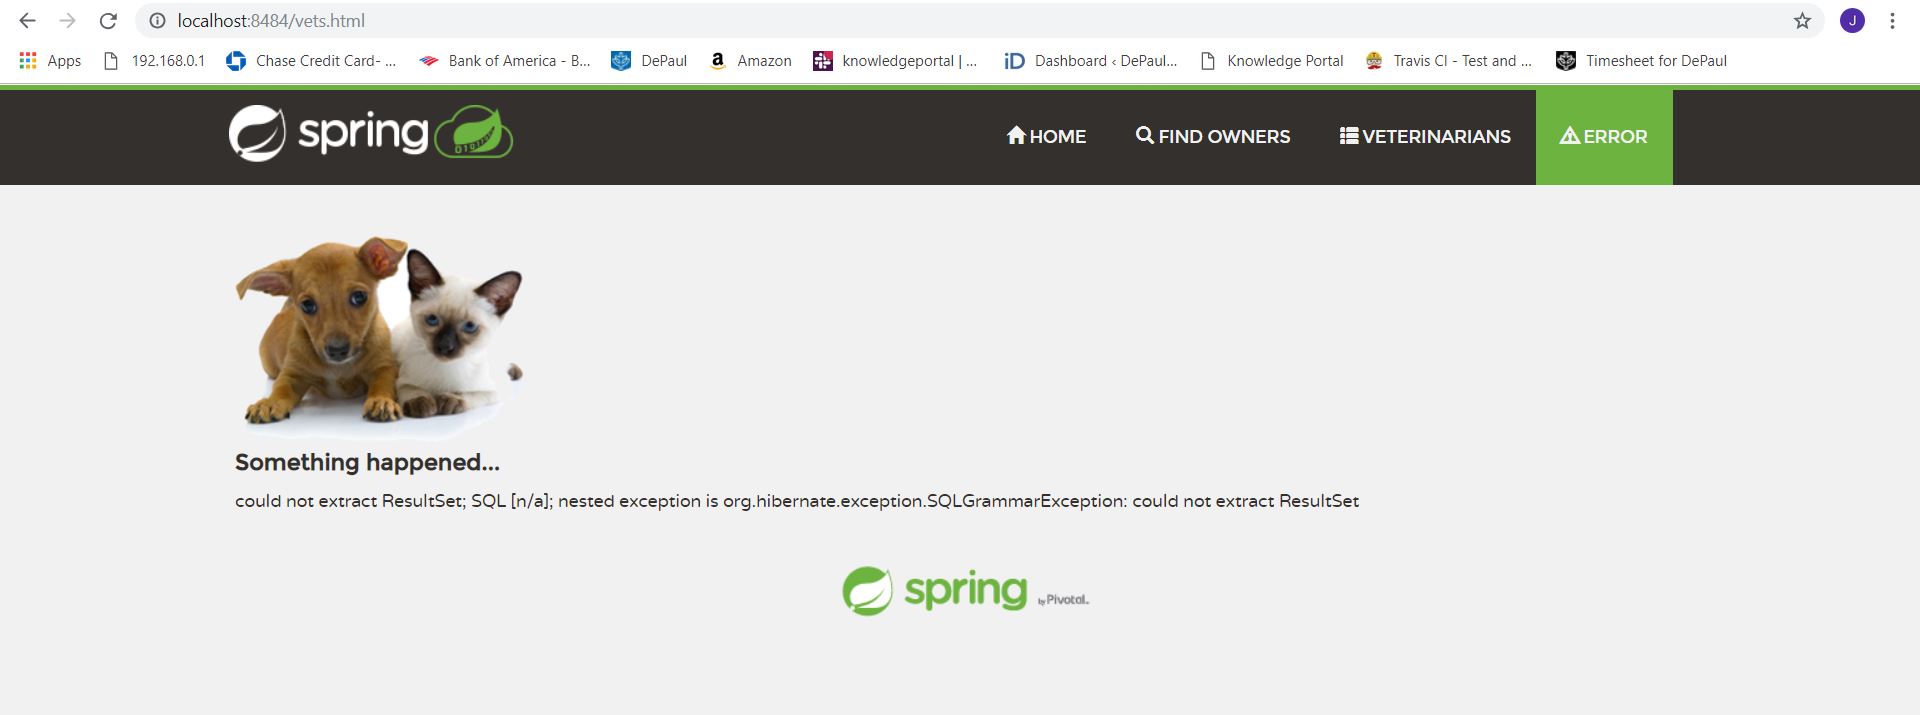 localhost:8484/vets.html
J
Apps 192.168.0.1 Chase Credit Card- ... Bank of America - B... DePaul Amazon knowledgeportal | ... iD Dashboard ‹ DePaul... Knowledge Portal Travis CI - Test and ... Timesheet for DePaul
spring HOME FIND OWNERS VETERINARIANS ERROR
Something happened...
could not extract ResultSet; SQL [n/a]; nested exception is org.hibernate.exception.SQLGrammarException: could not extract ResultSet
spring by Pivotal